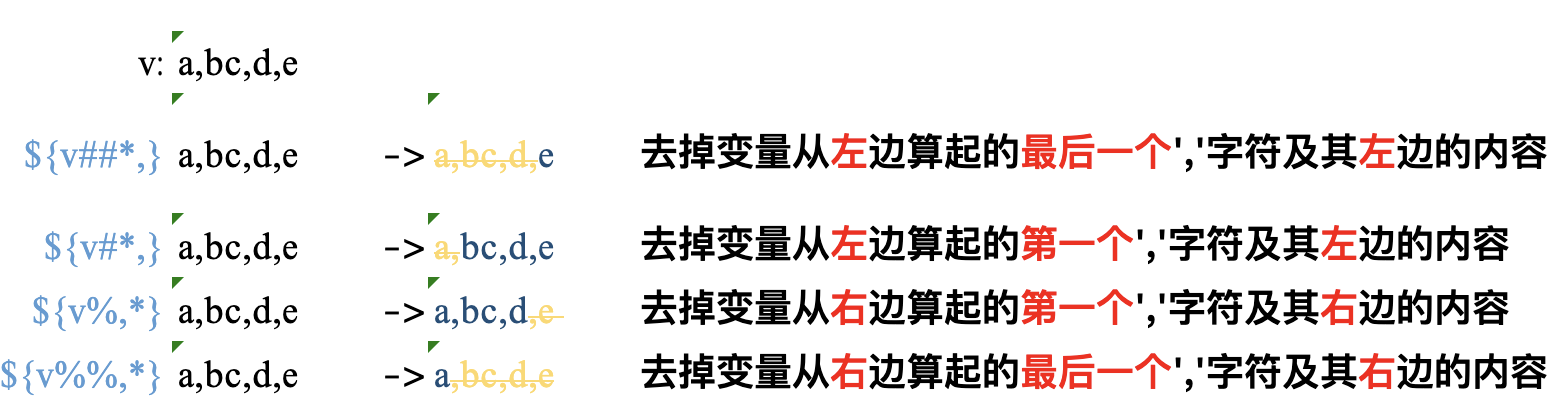 v: a,bc,d,e
${v##*,} a,bc,d,e -> a,bc,d,e 去掉变量从左边算起的最后一个','字符及其左边的内容
${v#*,} a,bc,d,e -> a,bc,d,e 去掉变量从左边算起的第一个','字符及其左边的内容
${v%,*} a,bc,d,e -> a,bc,d,e 去掉变量从右边算起的第一个','字符及其右边的内容
${v%%,*} a,bc,d,e -> a,bc,d,e 去掉变量从右边算起的最后一个','字符及其右边的内容